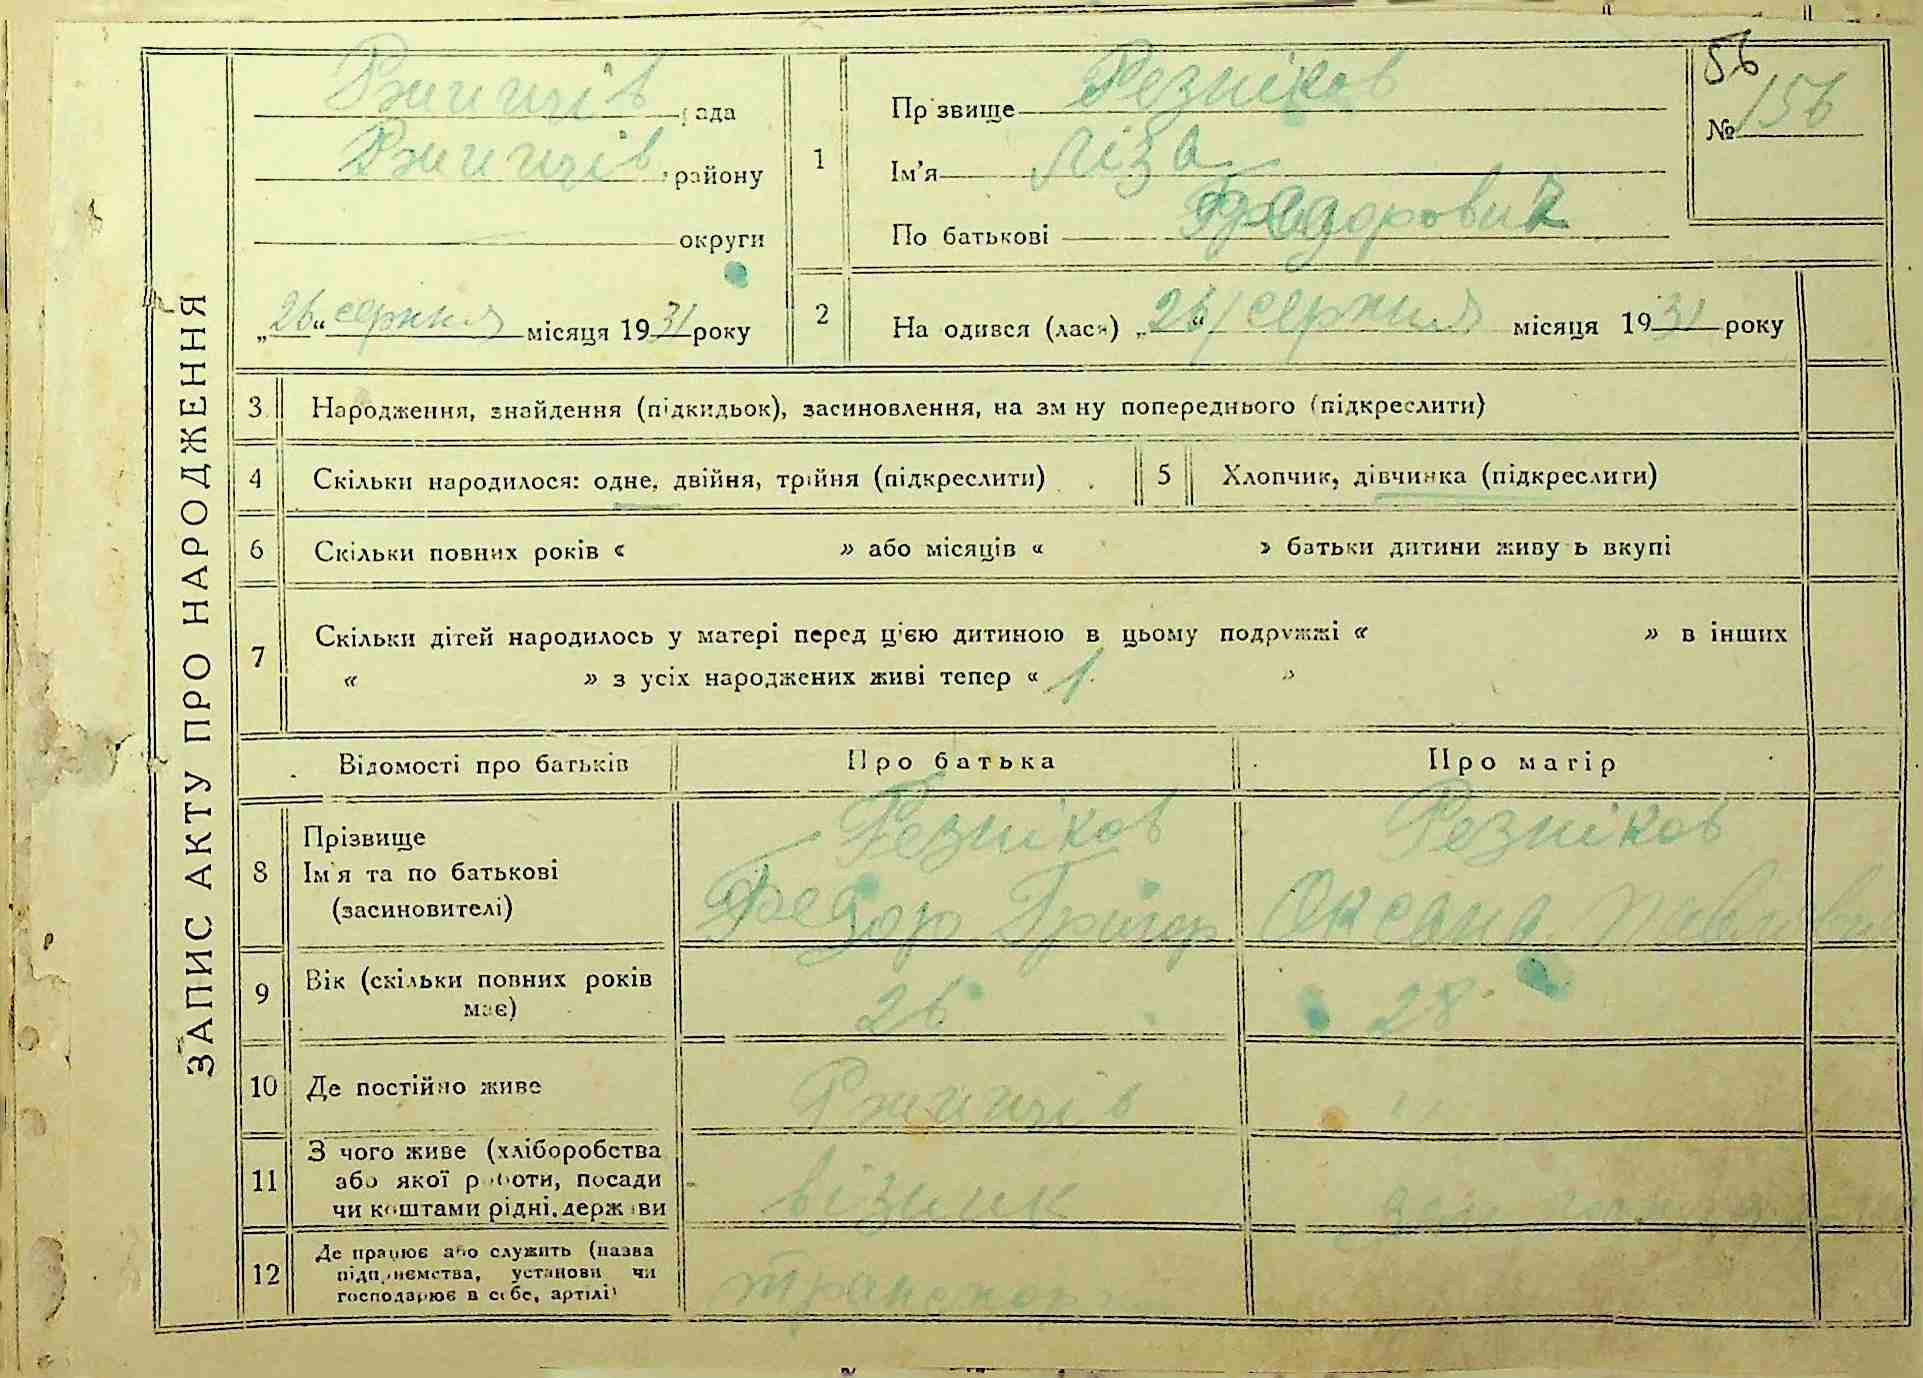 ЗАПИС АКТУ ПРО НАРОДЖЕННЯ
Ржищів рада
Ржищів району
округи
„26“ серпня місяця 1931 року
1
Прізвище Резніков
Ім'я Ліза
По батькові Федорович
56
№ 156
2
Народився (лася) „26“ серпня місяця 1931 року
3 Народження, знайдення (підкидьок), засиновлення, на зміну попереднього (підкреслити)
4 Скільки народилося: одне, двійня, трійня (підкреслити)
5 Хлопчик, дівчинка (підкреслити)
6 Скільки повних років « » або місяців « » батьки дитини живуть вкупі
7 Скільки дітей народилось у матері перед цією дитиною в цьому подружжі « » в інших
« » з усіх народжених живі тепер « 1 »
Відомості про батьків Про батька Про матір
8 Прізвище
Ім'я та по батькові
(засиновителі)
Резніков
Федор Григор
Резніков
Оксана
9 Вік (скільки повних років
має)
26
28
10 Де постійно живе
Ржищів
"
11 З чого живе (хліборобства
або якої роботи, посади
чи коштами рідні, держави
візник
дом
12 Де працює або служить (назва
підприємства, установи чи
господарює в себе, артілі)
транспор